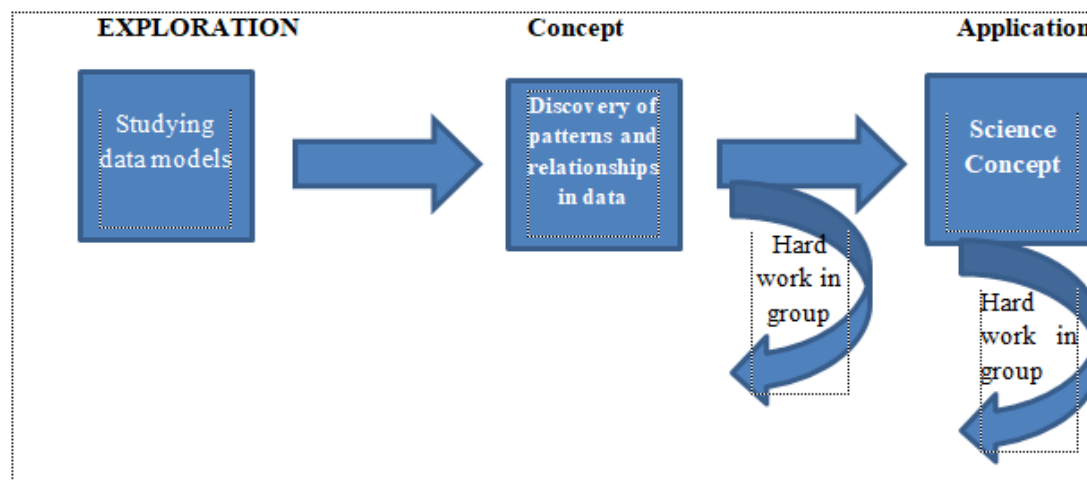 EXPLORATION
Concept
Application
Studying
data models
Discovery of
patterns and
relationships
in data
Science
Concept
Hard
work in
group
Hard
work in
group